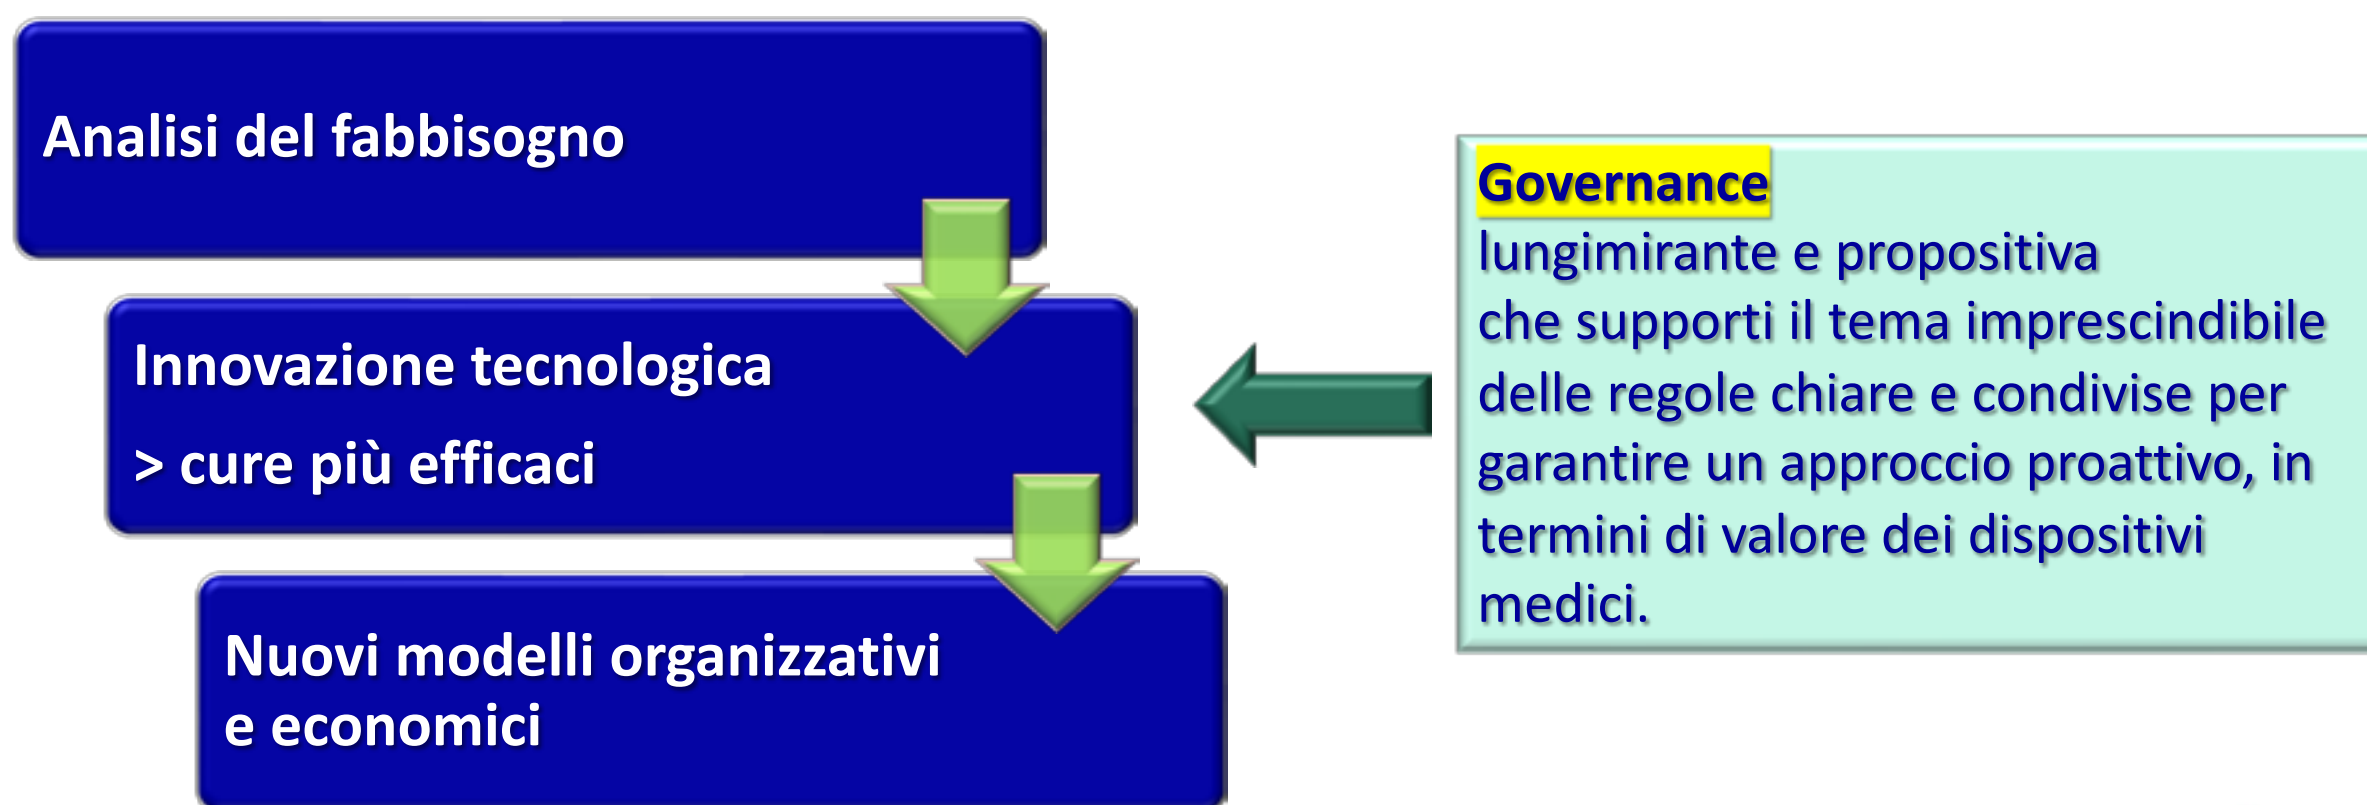 Analisi del fabbisogno
Innovazione tecnologica
> cure più efficaci
Nuovi modelli organizzativi
e economici
Governance
lungimirante e propositiva
che supporti il tema imprescindibile
delle regole chiare e condivise per
garantire un approccio proattivo, in
termini di valore dei dispositivi
medici.